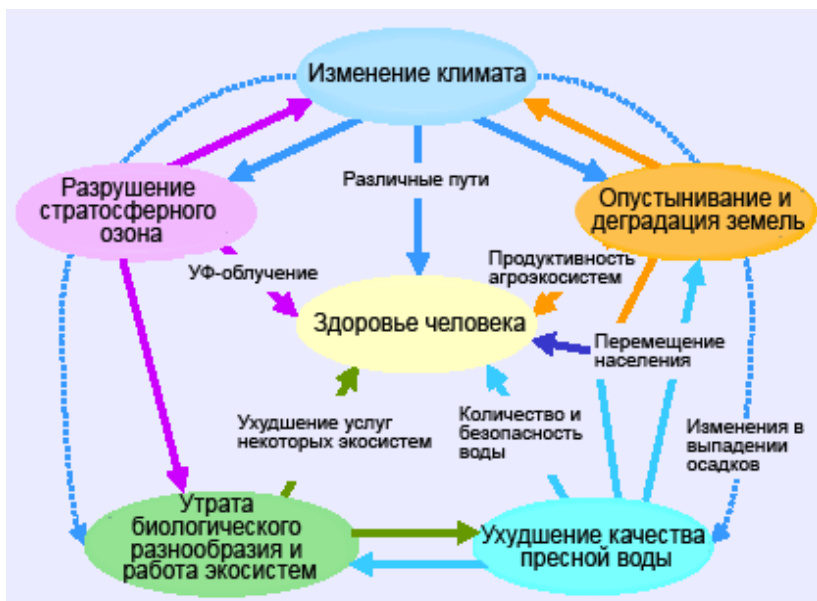 Изменение климата
Различные пути
Разрушение
стратосферного
озона
Опустынивание и
деградация земель
УФ-облучение
Продуктивность
агроэкосистем
Здоровье человека
Перемещение
населения
Ухудшение услуг
некоторых экосистем
Количество и
безопасность
воды
Изменения в
выпадении
осадков
Утрата
биологического
разнообразия и
работа экосистем
Ухудшение качества
пресной воды